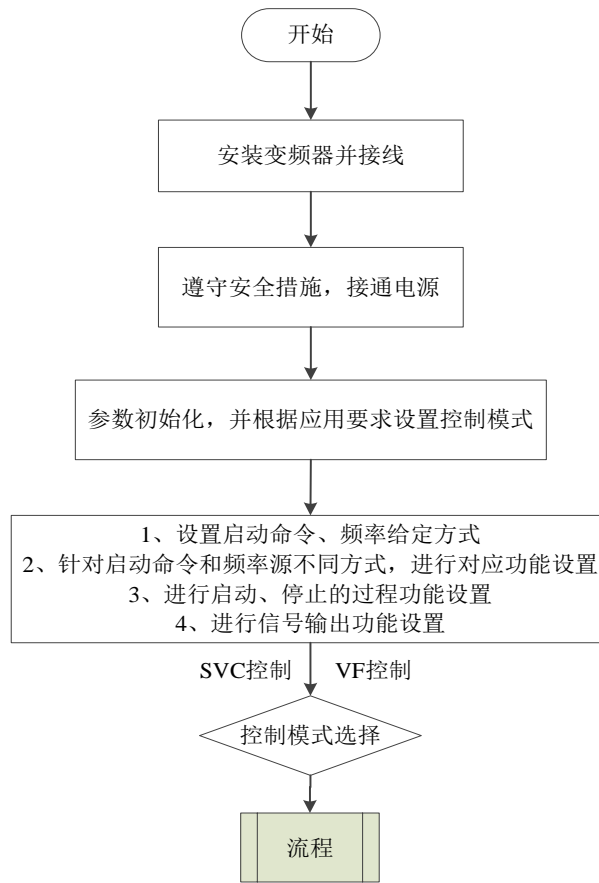 开始
安装变频器并接线
遵守安全措施，接通电源
参数初始化，并根据应用要求设置控制模式
1、设置启动命令、频率给定方式
2、针对启动命令和频率源不同方式，进行对应功能设置
3、进行启动、停止的过程功能设置
4、进行信号输出功能设置
SVC控制 VF控制
控制模式选择
流程